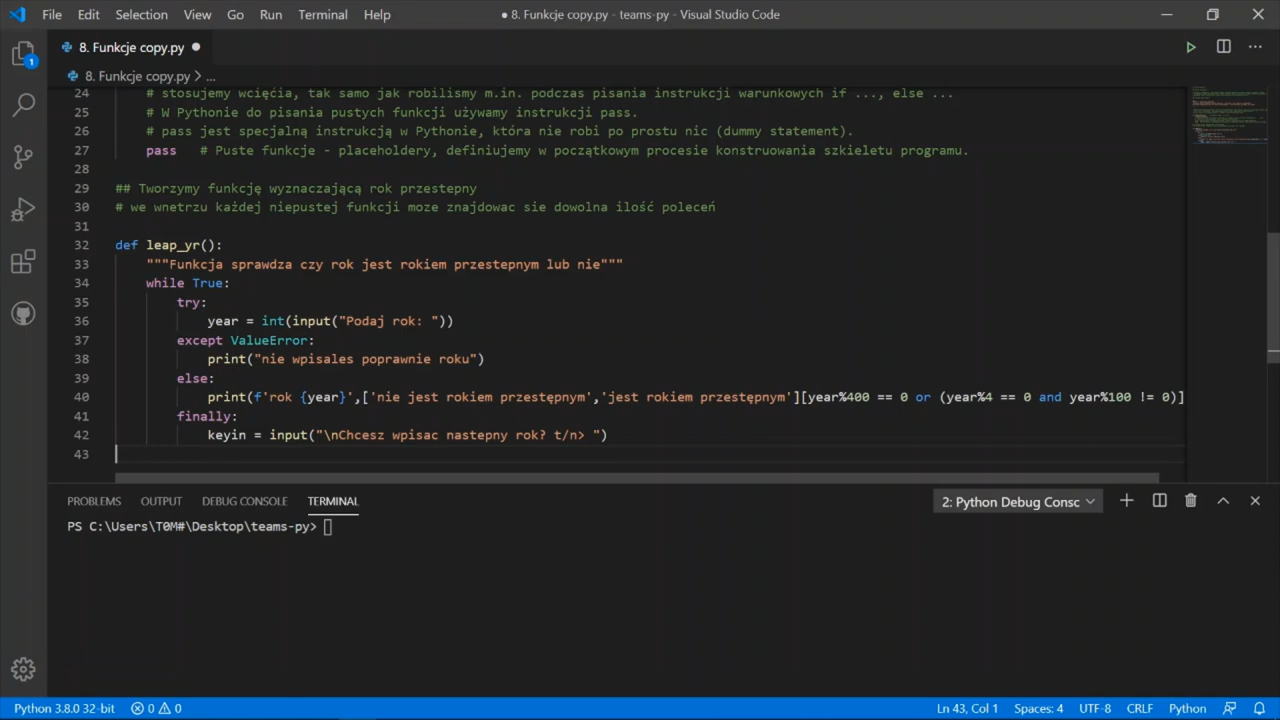 File Edit Selection View Go Run Terminal Help
● 8. Funkcje copy.py - teams-py - Visual Studio Code
8. Funkcje copy.py ●
8. Funkcje copy.py > ...
24 # stosujemy wcięćia, tak samo jak robilismy m.in. podczas pisania instrukcji warunkowych if ..., else ...
25 # W Pythonie do pisania pustych funkcji używamy instrukcji pass.
26 # pass jest specjalną instrukcją w Pythonie, która nie robi po prostu nic (dummy statement).
27 pass # Puste funkcje - placeholdery, definiujemy w początkowym procesie konstruowania szkieletu programu.
28
29 ## Tworzymy funkcję wyznaczającą rok przestepny
30 # we wnetrzu każdej niepustej funkcji moze znajdowac sie dowolna ilość poleceń
31
32 def leap_yr():
33 """Funkcja sprawdza czy rok jest rokiem przestepnym lub nie"""
34 while True:
35 try:
36 year = int(input("Podaj rok: "))
37 except ValueError:
38 print("nie wpisales poprawnie roku")
39 else:
40 print(f'rok {year}',['nie jest rokiem przestępnym','jest rokiem przestępnym'][year%400 == 0 or (year%4 == 0 and year%100 != 0)]
41 finally:
42 keyin = input("\nChcesz wpisac nastepny rok? t/n> ")
43
PROBLEMS OUTPUT DEBUG CONSOLE TERMINAL 2: Python Debug Consc
PS C:\Users\T0M#\Desktop\teams-py>
Python 3.8.0 32-bit 0 0 Ln 43, Col 1 Spaces: 4 UTF-8 CRLF Python